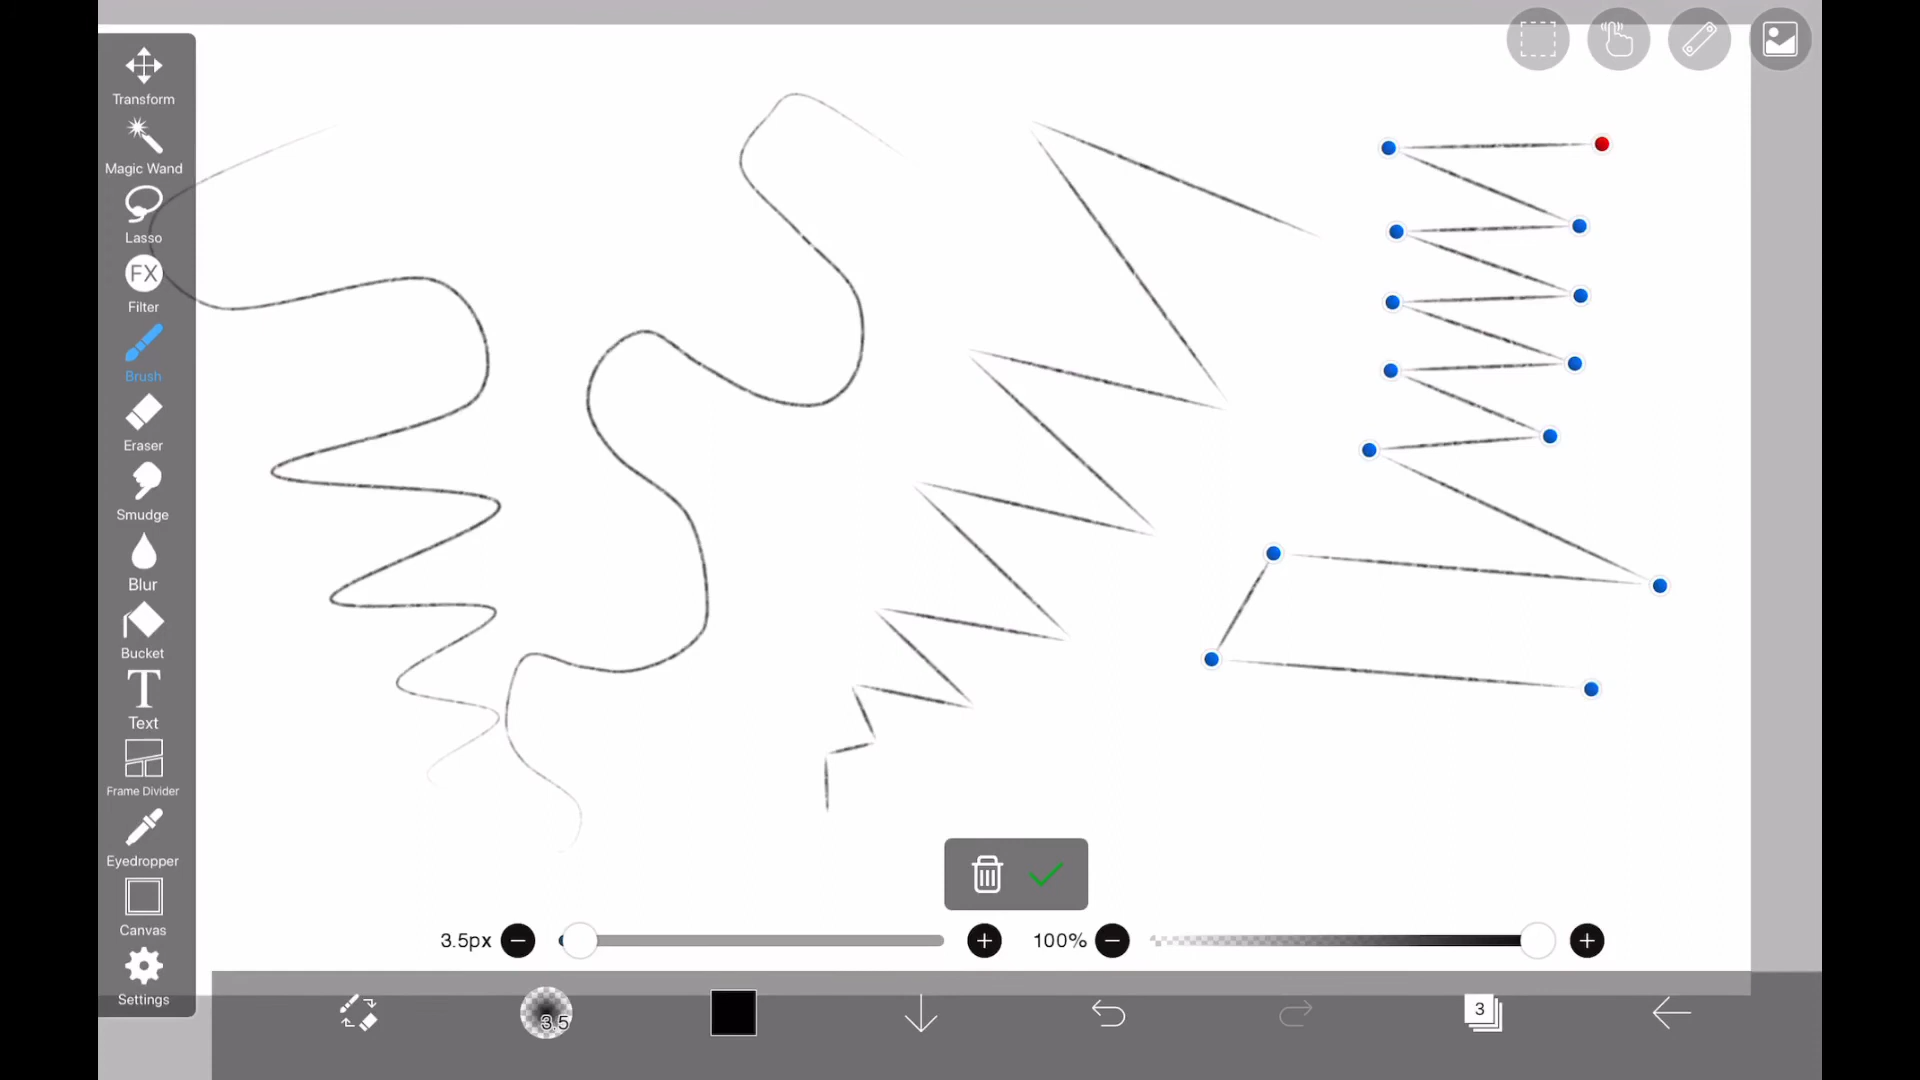 Transform
Magic Wand
Lasso
FX
Filter
Brush
Eraser
Smudge
Blur
Bucket
T
Text
Frame Divider
Eyedropper
Canvas
Settings
3.5px
100%
3.5
3